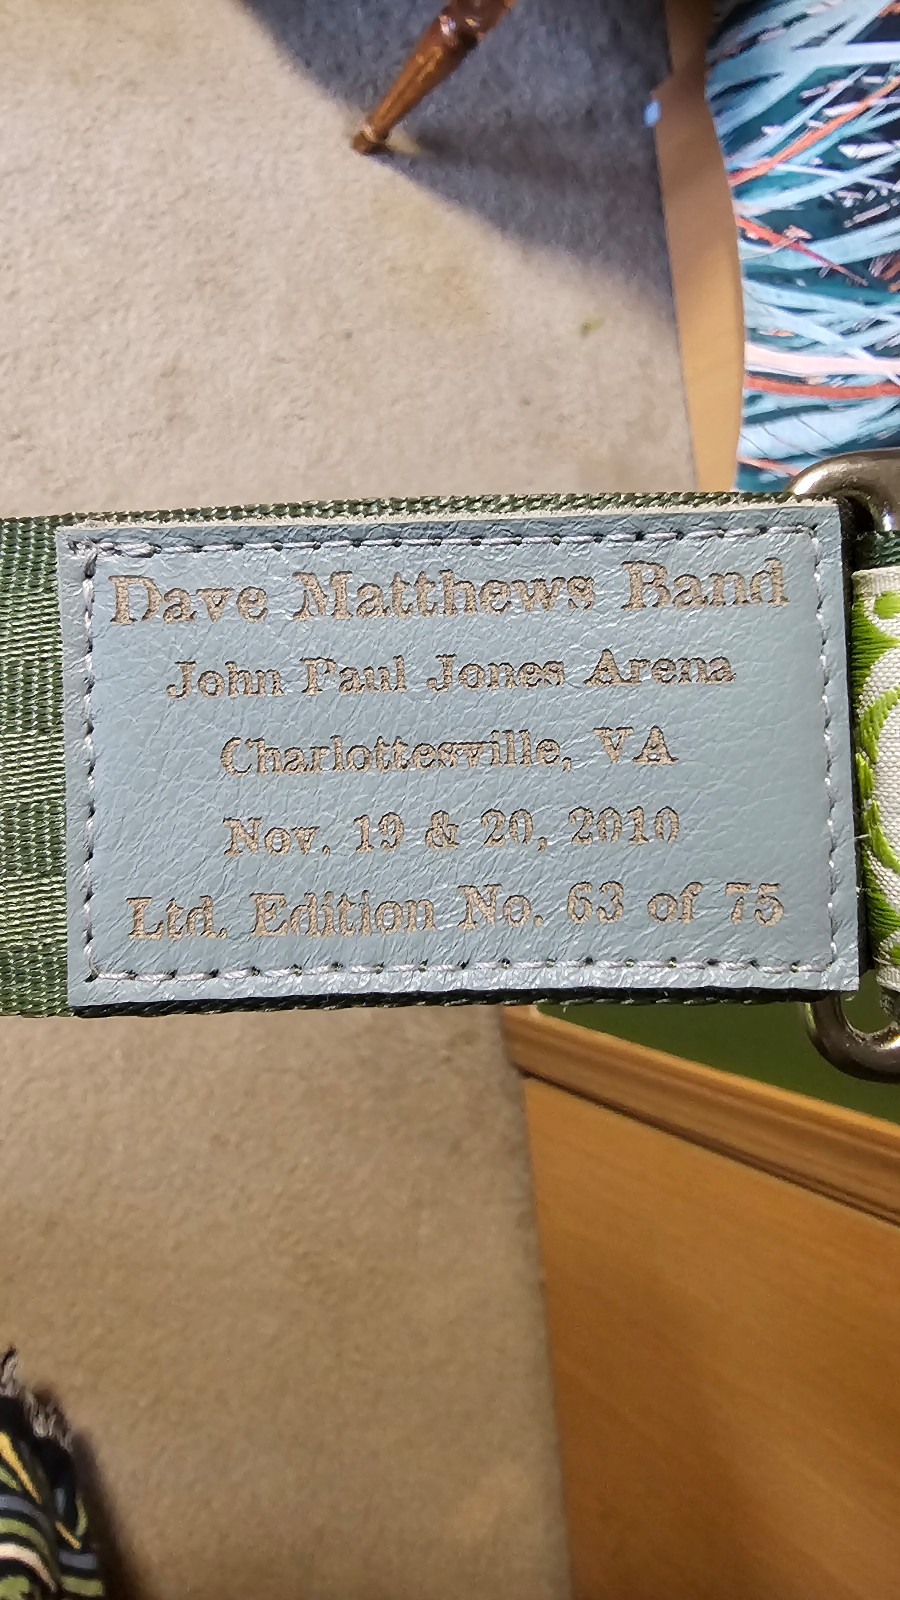 Dave Matthews Band
John Paul Jones Arena
Charlottesville, VA
Nov. 19 & 20, 2010
Ltd. Edition No. 63 of 75